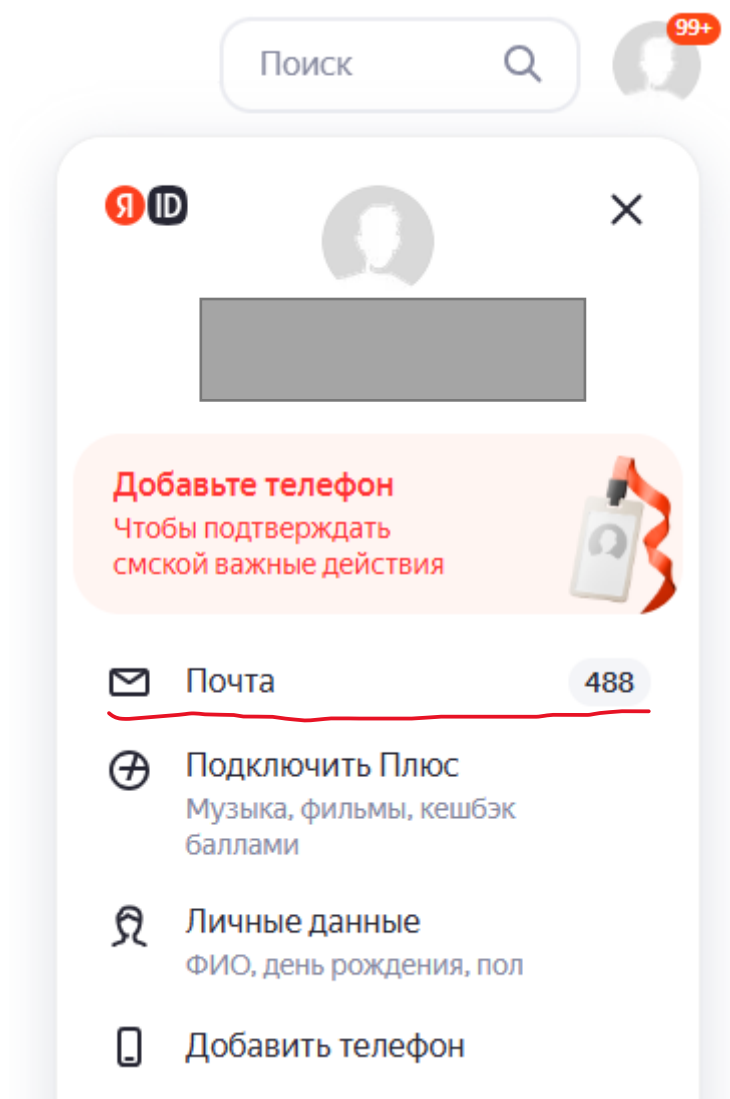 Поиск
99+
Я ID
Добавьте телефон
Чтобы подтверждать
смской важные действия
Почта 488
Подключить Плюс
Музыка, фильмы, кешбэк
баллами
Личные данные
ФИО, день рождения, пол
Добавить телефон